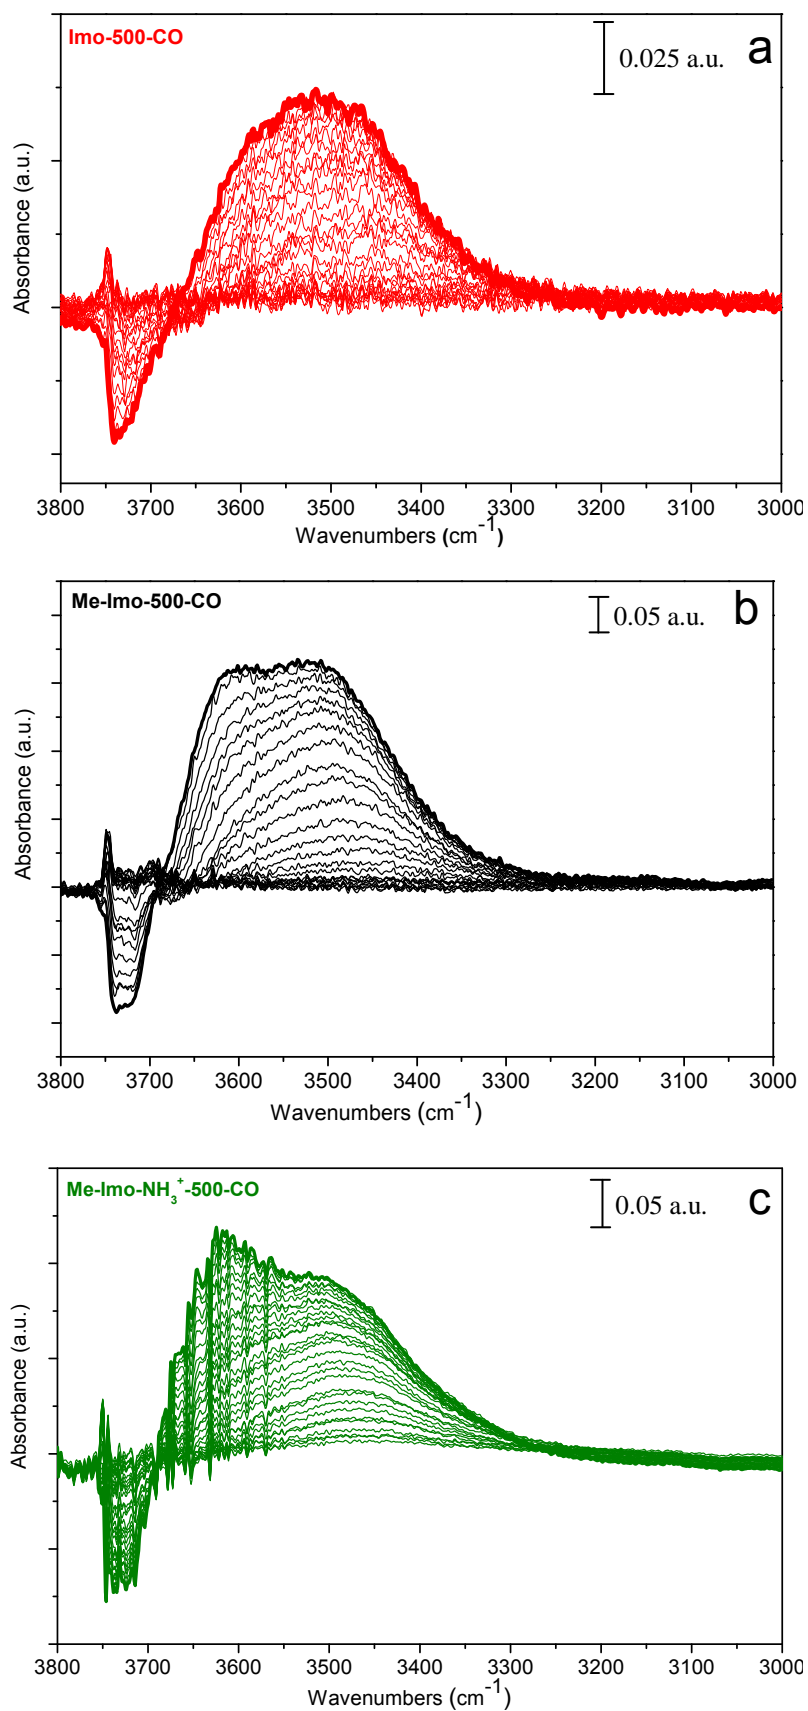 Imo-500-CO
0.025 a.u.
a
Absorbance (a.u.)
3800 3700 3600 3500 3400 3300 3200 3100 3000
Wavenumbers (cm⁻¹)
Me-Imo-500-CO
0.05 a.u.
b
Absorbance (a.u.)
3800 3700 3600 3500 3400 3300 3200 3100 3000
Wavenumbers (cm⁻¹)
Me-Imo-NH₃⁺-500-CO
0.05 a.u.
c
Absorbance (a.u.)
3800 3700 3600 3500 3400 3300 3200 3100 3000
Wavenumbers (cm⁻¹)